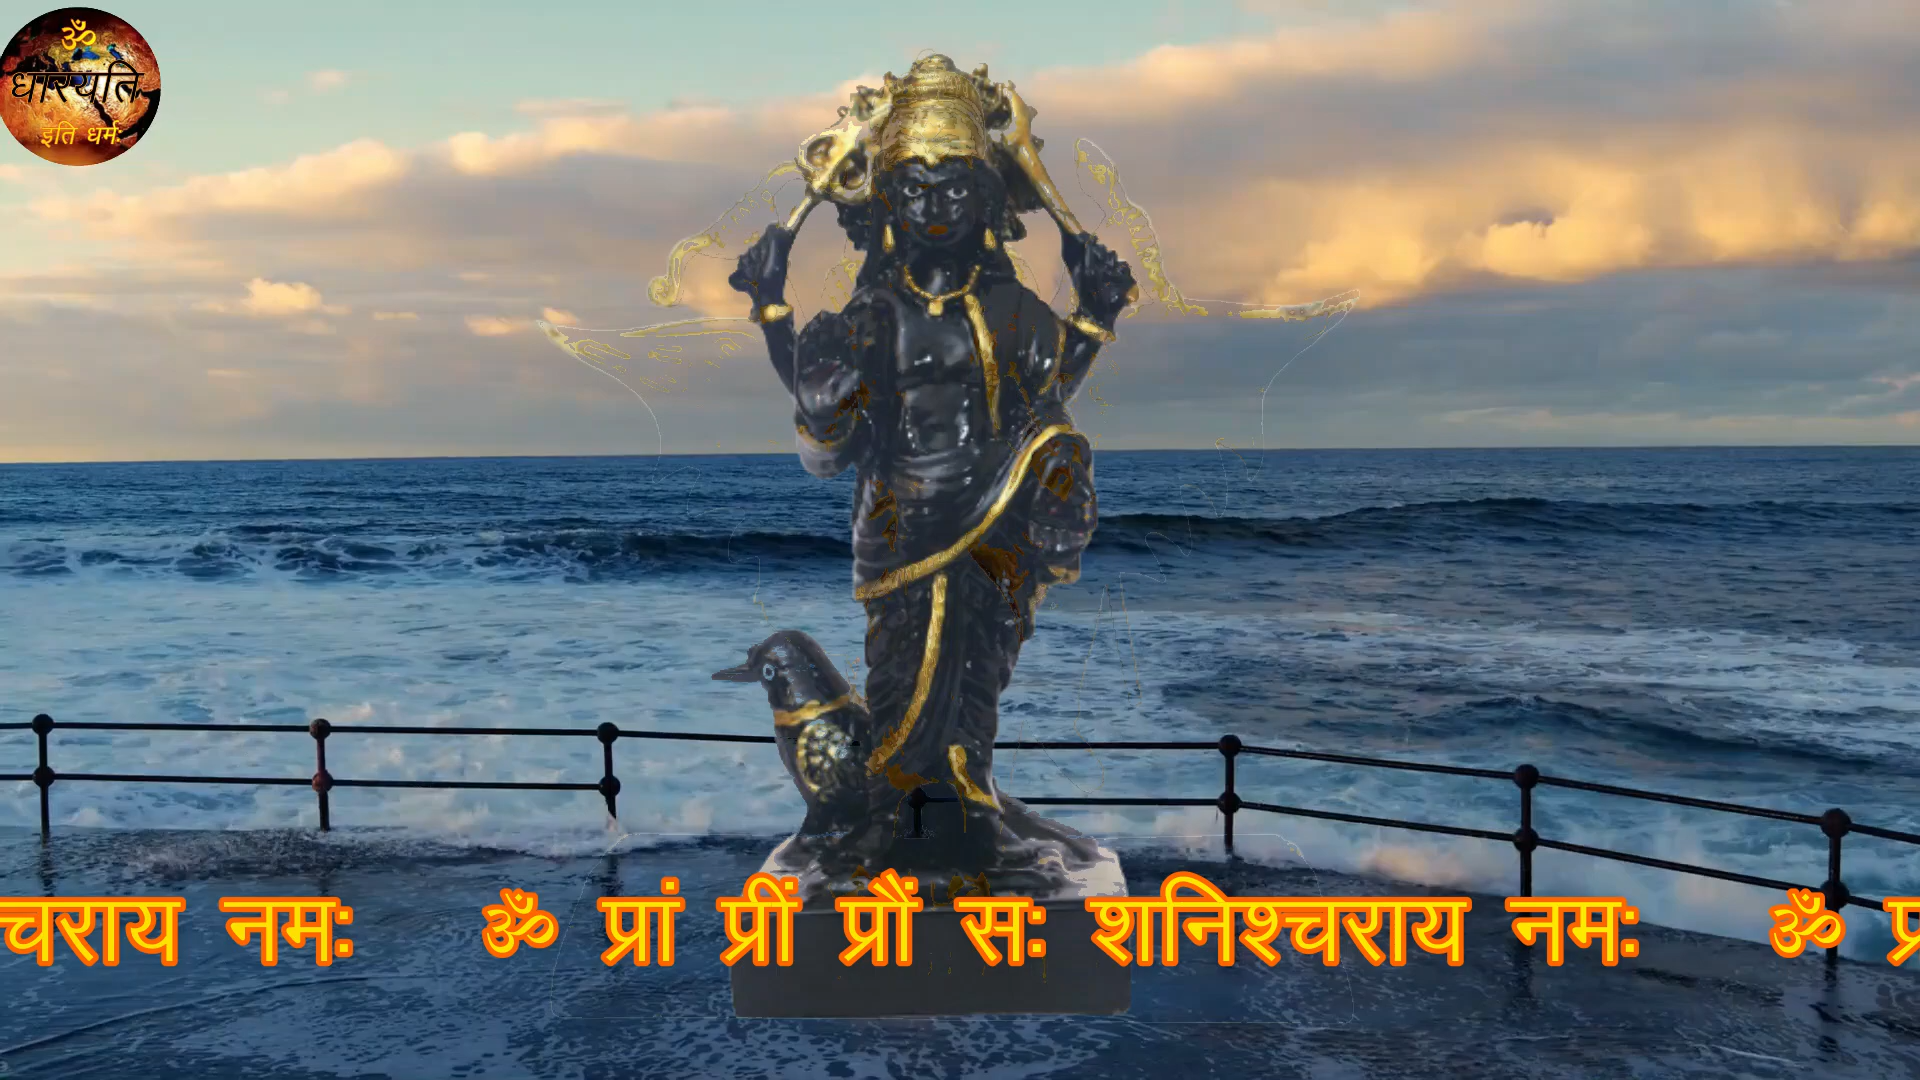 ॐ
धारयति
इति धर्मः
चराय नमः ॐ प्रां प्रीं प्रौं सः शनिश्चराय नमः ॐ